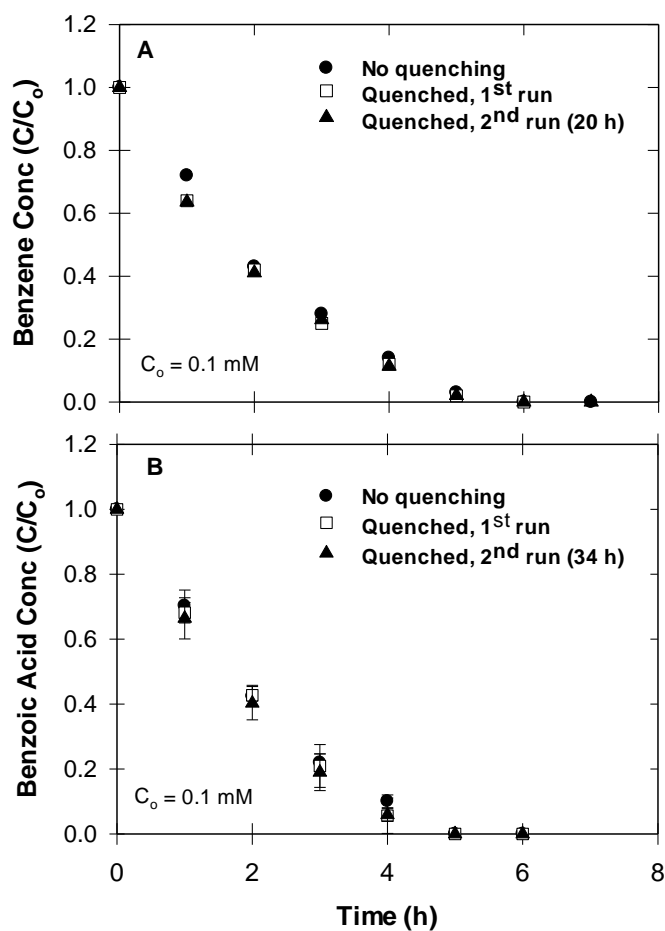 A
No quenching
Quenched, 1st run
Quenched, 2nd run (20 h)
Benzene Conc (C/Co)
1.2
1.0
0.8
0.6
0.4
0.2
0.0
Co = 0.1 mM
B
No quenching
Quenched, 1st run
Quenched, 2nd run (34 h)
Benzoic Acid Conc (C/Co)
1.2
1.0
0.8
0.6
0.4
0.2
0.0
Co = 0.1 mM
0 2 4 6 8
Time (h)